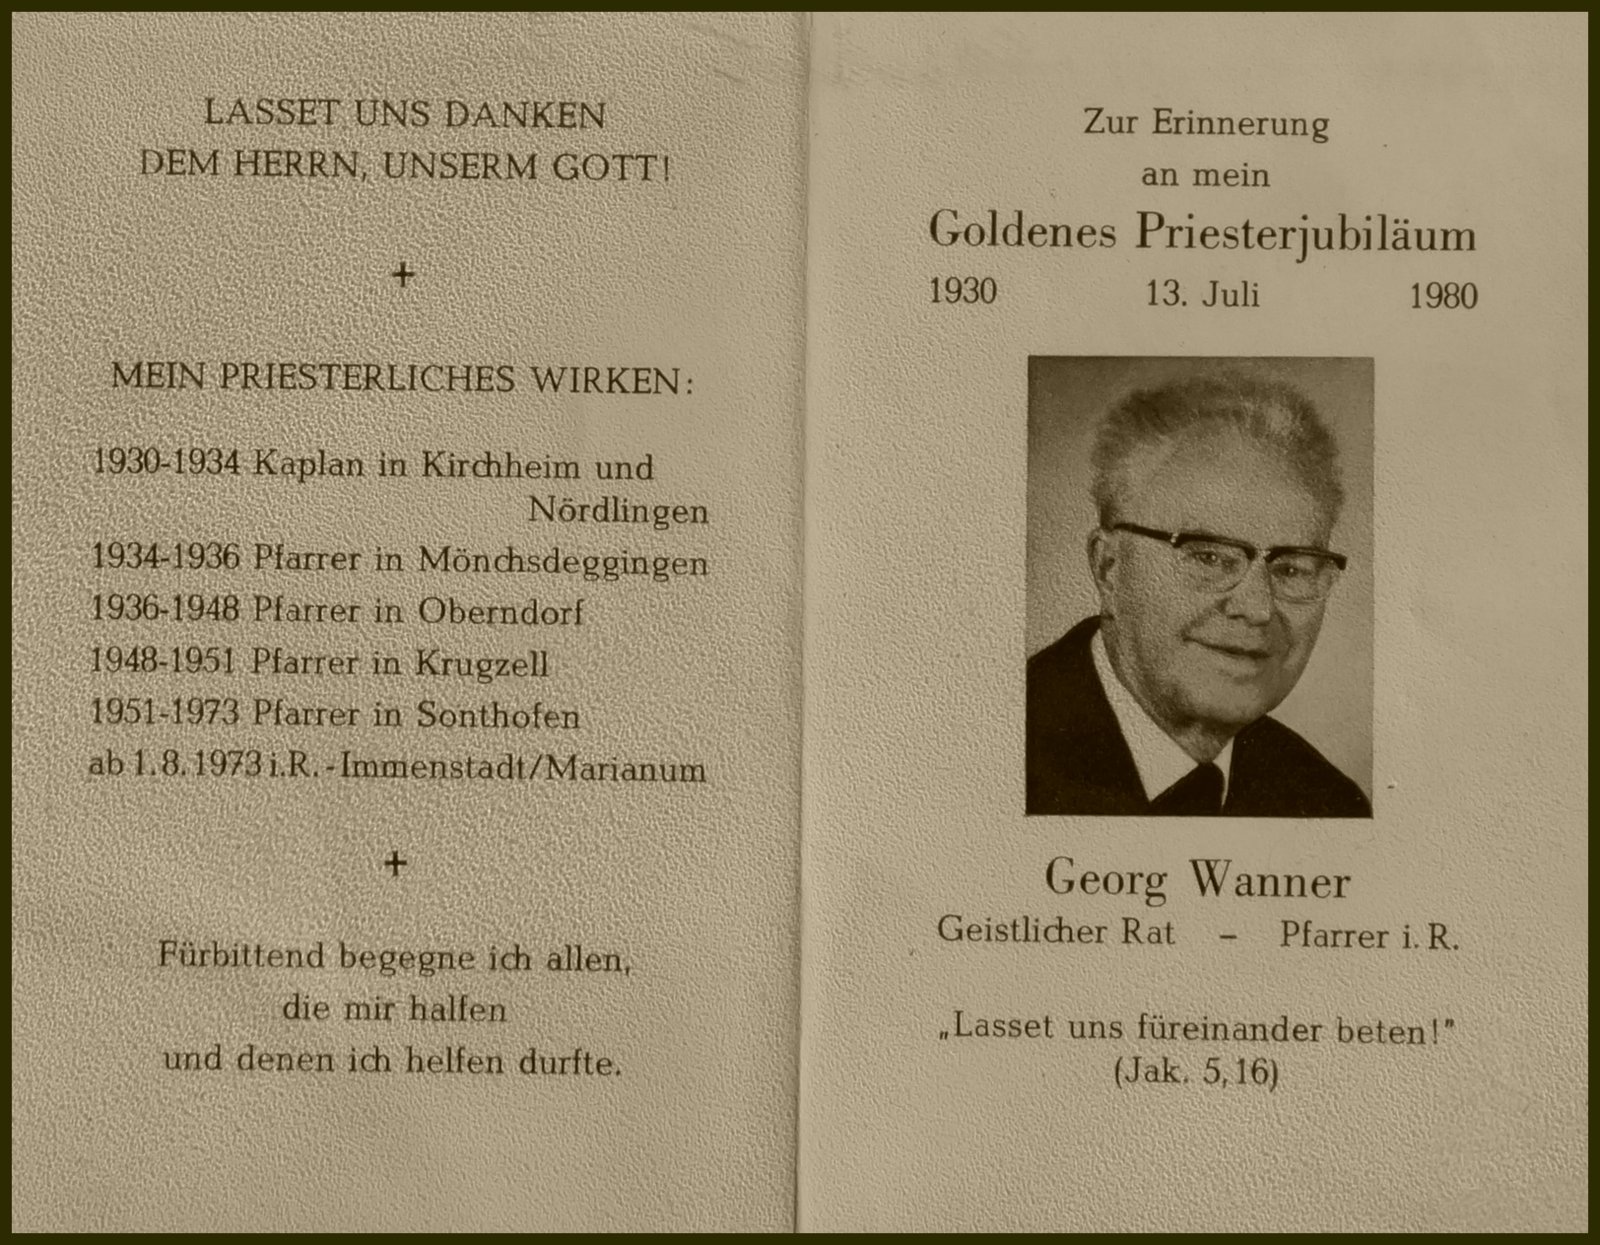 LASSET UNS DANKEN
DEM HERRN, UNSERM GOTT!
+
MEIN PRIESTERLICHES WIRKEN:
1930-1934 Kaplan in Kirchheim und
Nördlingen
1934-1936 Pfarrer in Mönchsdeggingen
1936-1948 Pfarrer in Oberndorf
1948-1951 Pfarrer in Krugzell
1951-1973 Pfarrer in Sonthofen
ab 1.8.1973 i.R.-Immenstadt/Marianum
+
Fürbittend begegne ich allen,
die mir halfen
und denen ich helfen durfte.
Zur Erinnerung
an mein
Goldenes Priesterjubiläum
1930 13. Juli 1980
Georg Wanner
Geistlicher Rat – Pfarrer i. R.
„Lasset uns füreinander beten!"
(Jak. 5,16)